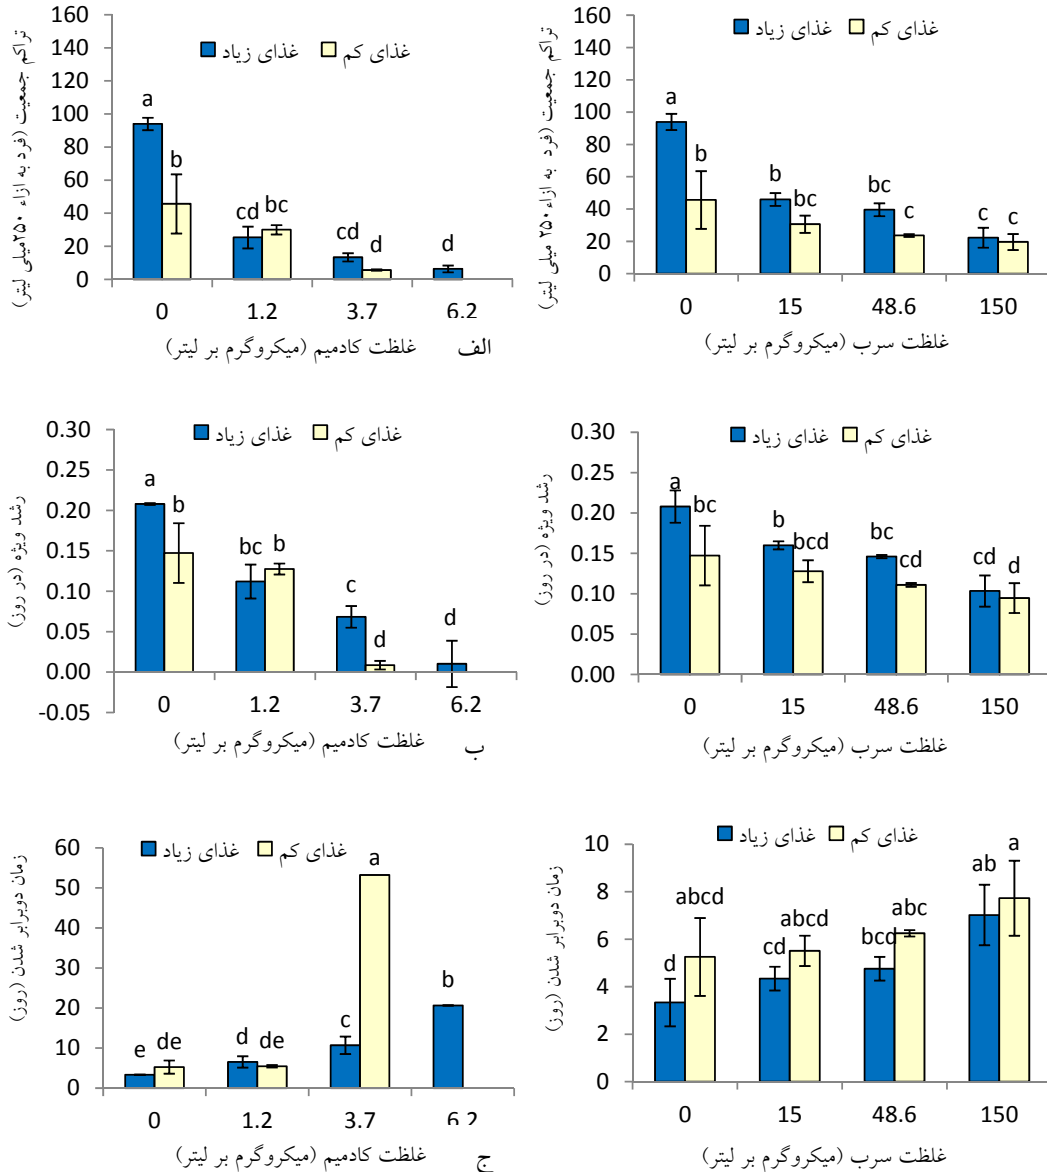 تراکم جمعیت (فرد به ازاء ۲۵۰میلی لیتر)
160
140
120
100
80
60
40
20
0
غذای زیاد غذای کم
a
b
cd
bc
cd
d
d
0 1.2 3.7 6.2
غلظت کادمیم (میکروگرم بر لیتر) الف
تراکم جمعیت (فرد به ازاء ۲۵۰ میلی لیتر)
160
140
120
100
80
60
40
20
0
غذای زیاد غذای کم
a
b
b
bc
bc
c
c
c
0 15 48.6 150
غلظت سرب (میکروگرم بر لیتر)
رشد ویژه (در روز)
0.30
0.25
0.20
0.15
0.10
0.05
0.00
-0.05
غذای زیاد غذای کم
a
b
bc
b
c
d
d
0 1.2 3.7 6.2
غلظت کادمیم (میکروگرم بر لیتر) ب
رشد ویژه (در روز)
0.30
0.25
0.20
0.15
0.10
0.05
0.00
غذای زیاد غذای کم
a
bc
b
bcd
bc
cd
cd
d
0 15 48.6 150
غلظت سرب (میکروگرم بر لیتر)
زمان دوبرابر شدن (روز)
60
50
40
30
20
10
0
غذای زیاد غذای کم
e
de
d
de
c
a
b
0 1.2 3.7 6.2
غلظت کادمیم (میکروگرم بر لیتر) ج
زمان دوبرابر شدن (روز)
10
8
6
4
2
0
غذای زیاد غذای کم
d
abcd
cd
abcd
bcd
abc
ab
a
0 15 48.6 150
غلظت سرب (میکروگرم بر لیتر)